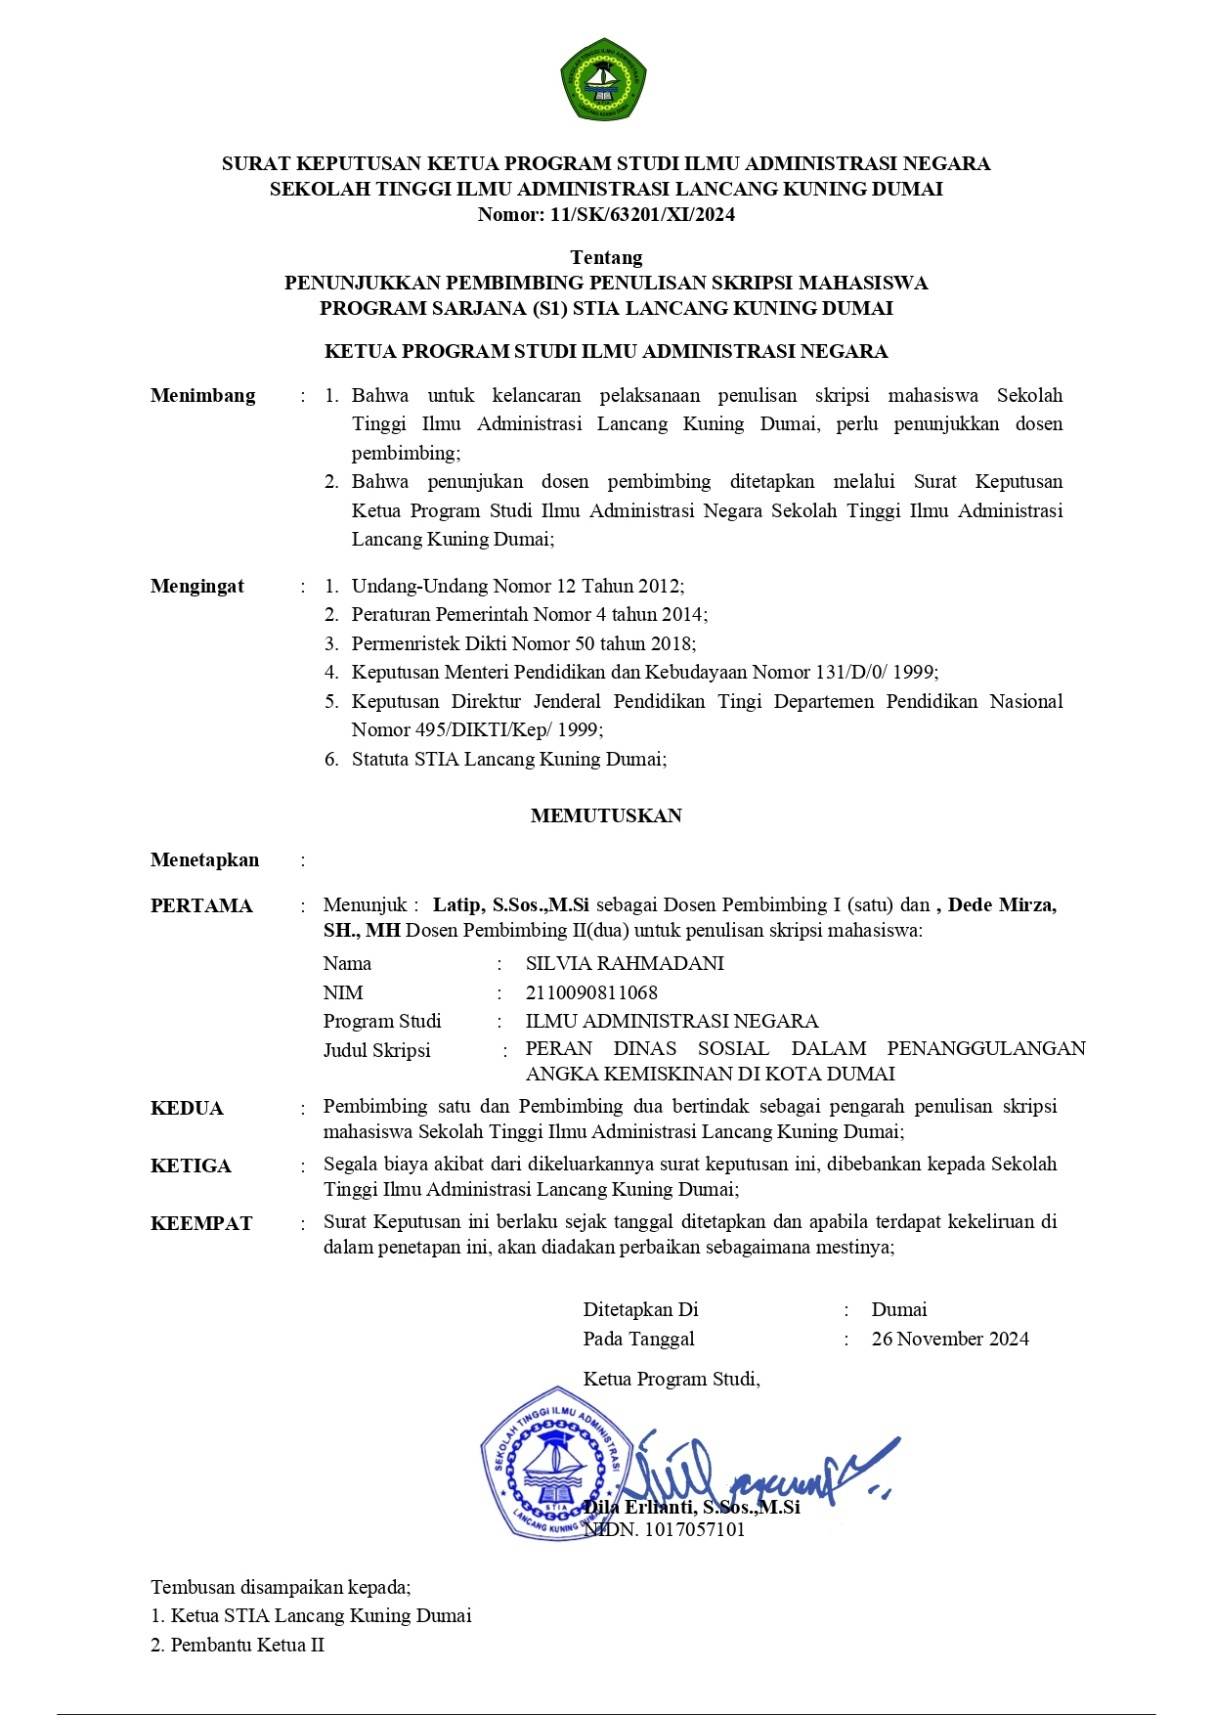 SURAT KEPUTUSAN KETUA PROGRAM STUDI ILMU ADMINISTRASI NEGARA
SEKOLAH TINGGI ILMU ADMINISTRASI LANCANG KUNING DUMAI
Nomor: 11/SK/63201/XI/2024
Tentang
PENUNJUKKAN PEMBIMBING PENULISAN SKRIPSI MAHASISWA
PROGRAM SARJANA (S1) STIA LANCANG KUNING DUMAI
KETUA PROGRAM STUDI ILMU ADMINISTRASI NEGARA
Menimbang : 1. Bahwa untuk kelancaran pelaksanaan penulisan skripsi mahasiswa Sekolah
Tinggi Ilmu Administrasi Lancang Kuning Dumai, perlu penunjukkan dosen
pembimbing;
2. Bahwa penunjukan dosen pembimbing ditetapkan melalui Surat Keputusan
Ketua Program Studi Ilmu Administrasi Negara Sekolah Tinggi Ilmu Administrasi
Lancang Kuning Dumai;
Mengingat : 1. Undang-Undang Nomor 12 Tahun 2012;
2. Peraturan Pemerintah Nomor 4 tahun 2014;
3. Permenristek Dikti Nomor 50 tahun 2018;
4. Keputusan Menteri Pendidikan dan Kebudayaan Nomor 131/D/0/ 1999;
5. Keputusan Direktur Jenderal Pendidikan Tingi Departemen Pendidikan Nasional
Nomor 495/DIKTI/Kep/ 1999;
6. Statuta STIA Lancang Kuning Dumai;
MEMUTUSKAN
Menetapkan :
PERTAMA : Menunjuk : Latip, S.Sos.,M.Si sebagai Dosen Pembimbing I (satu) dan , Dede Mirza,
SH., MH Dosen Pembimbing II(dua) untuk penulisan skripsi mahasiswa:
Nama : SILVIA RAHMADANI
NIM : 2110090811068
Program Studi : ILMU ADMINISTRASI NEGARA
Judul Skripsi : PERAN DINAS SOSIAL DALAM PENANGGULANGAN
ANGKA KEMISKINAN DI KOTA DUMAI
KEDUA : Pembimbing satu dan Pembimbing dua bertindak sebagai pengarah penulisan skripsi
mahasiswa Sekolah Tinggi Ilmu Administrasi Lancang Kuning Dumai;
KETIGA : Segala biaya akibat dari dikeluarkannya surat keputusan ini, dibebankan kepada Sekolah
Tinggi Ilmu Administrasi Lancang Kuning Dumai;
KEEMPAT : Surat Keputusan ini berlaku sejak tanggal ditetapkan dan apabila terdapat kekeliruan di
dalam penetapan ini, akan diadakan perbaikan sebagaimana mestinya;
Ditetapkan Di : Dumai
Pada Tanggal : 26 November 2024
Ketua Program Studi,
SEKOLAH TINGGI ILMU ADMINISTRASI
STIA
LANCANG KUNING DUMAI
Dila Erlianti, S.Sos.,M.Si
NIDN. 1017057101
Tembusan disampaikan kepada;
1. Ketua STIA Lancang Kuning Dumai
2. Pembantu Ketua II